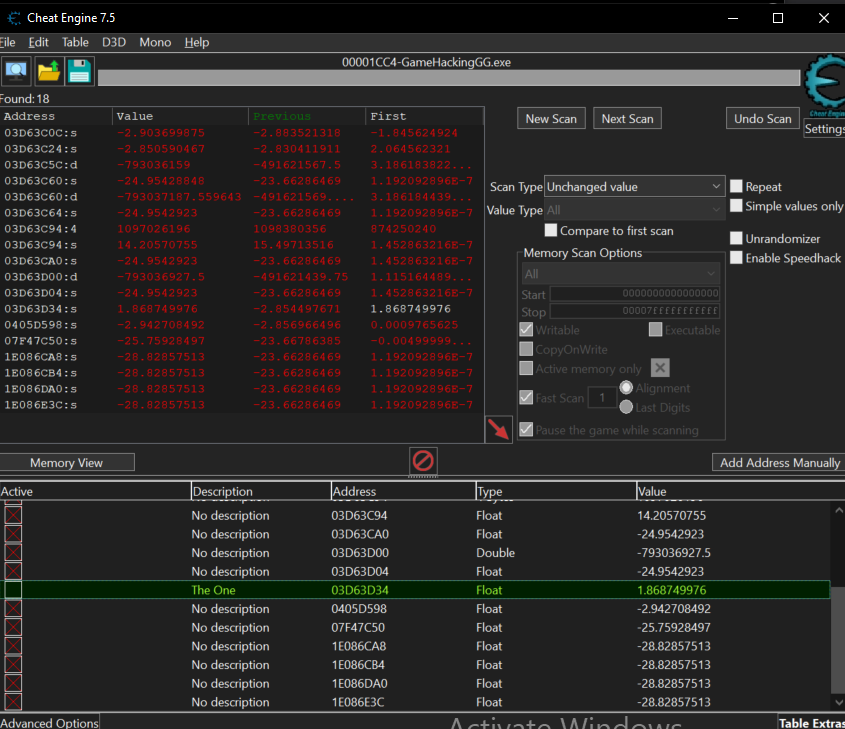 Cheat Engine 7.5
File Edit Table D3D Mono Help
00001CC4-GameHackingGG.exe
Found: 18
Address Value Previous First
03D63C0C:s -2.903699875 -2.883521318 -1.845624924
03D63C24:s -2.850590467 -2.830411911 2.064562321
03D63C5C:d -793036159 -491621567.5 3.186183822...
03D63C60:s -24.95428848 -23.66286469 1.192092896E-7
03D63C60:d -793037187.559643 -491621569.... 3.186184439...
03D63C64:s -24.9542923 -23.66286469 1.192092896E-7
03D63C94:4 1097026196 1098380356 874250240
03D63C94:s 14.20570755 15.49713516 1.452863216E-7
03D63CA0:s -24.9542923 -23.66286469 1.192092896E-7
03D63D00:d -793036927.5 -491621439.75 1.115164489...
03D63D04:s -24.9542923 -23.66286469 1.452863216E-7
03D63D34:s 1.868749976 -2.854497671 1.868749976
0405D598:s -2.942708492 -2.856966496 0.0009765625
07F47C50:s -25.75928497 -23.66786385 -0.00499999...
1E086CA8:s -28.82857513 -23.66286469 1.192092896E-7
1E086CB4:s -28.82857513 -23.66286469 1.192092896E-7
1E086DA0:s -28.82857513 -23.66286469 1.192092896E-7
1E086E3C:s -28.82857513 -23.66286469 1.192092896E-7
New Scan Next Scan Undo Scan
Cheat Engine
Settings
Scan Type Unchanged value Repeat
Value Type All Simple values only
Compare to first scan
Unrandomizer
Enable Speedhack
Memory Scan Options
All
Start 0000000000000000
Stop 00007fffffffffff
Writable Executable
CopyOnWrite
Active memory only
Fast Scan 1 Alignment
Last Digits
Pause the game while scanning
Memory View Add Address Manually
Active Description Address Type Value
No description 03D63C94 Float 14.20570755
No description 03D63CA0 Float -24.9542923
No description 03D63D00 Double -793036927.5
No description 03D63D04 Float -24.9542923
The One 03D63D34 Float 1.868749976
No description 0405D598 Float -2.942708492
No description 07F47C50 Float -25.75928497
No description 1E086CA8 Float -28.82857513
No description 1E086CB4 Float -28.82857513
No description 1E086DA0 Float -28.82857513
No description 1E086E3C Float -28.82857513
Advanced Options Activate Windows Table Extras